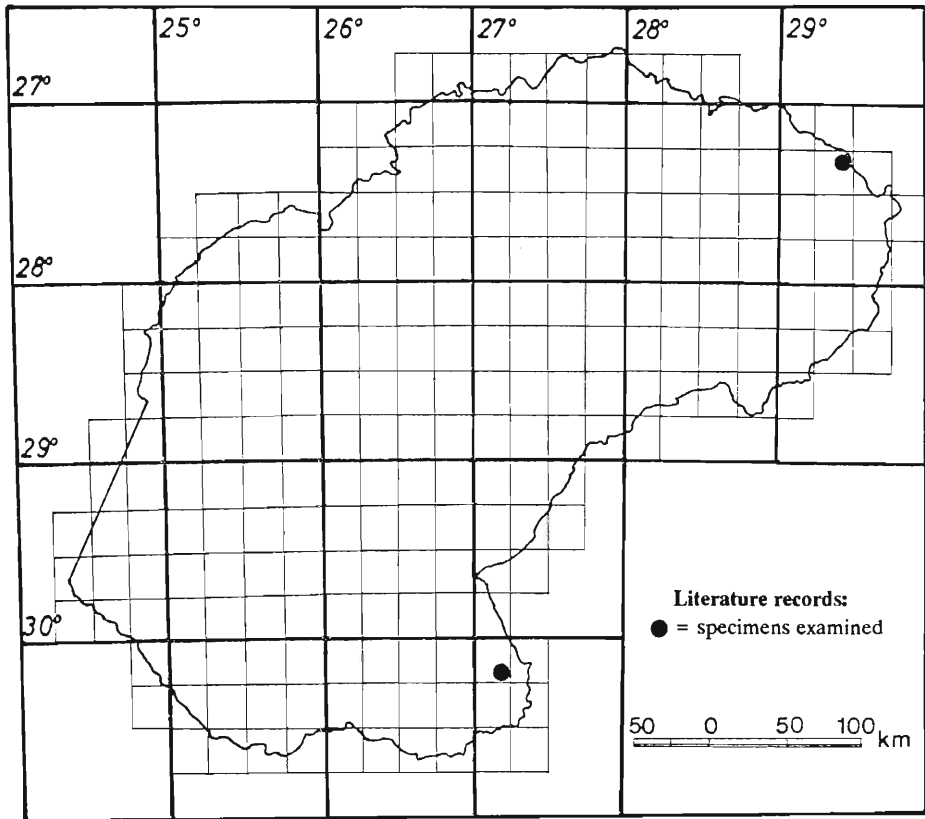 25° 26° 27° 28° 29°
27°
28°
29°
30°
Literature records:
● = specimens examined
50 0 50 100 km